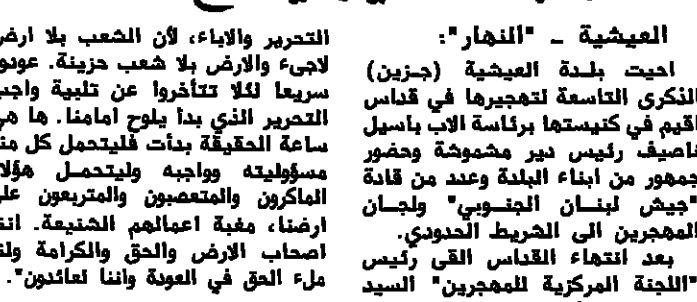 العيشية ـ "النهار":
احيت بلدة العيشية (جزين)
الذكرى التاسعة لتهجيرها في قداس
اقيم في كنيستها برئاسة الاب باسيل
ناصيف رئيس دير مشموشة وحضور
جمهور من ابناء البلدة وعدد من قادة
"جيش لبنان الجنوبي" ولجان
المهجرين الى الشريط الحدودي.
بعد انتهاء القداس القى رئيس
"اللجنة المركزية للمهجرين" السيد
التحرير والاباء، لأن الشعب بلا ارض
لاجىء والارض بلا شعب حزينة. عودوا
سريعا لئلا تتأخروا عن تلبية واجب
التحرير الذي بدأ يلوح امامنا. ها هي
ساعة الحقيقة بدأت فليتحمل كل منا
مسؤوليته وواجبه وليتحمل هؤلاء
الماكرون والمتعصبون والمتربعون على
ارضنا، مغبة اعمالهم الشنيعة. اننا
اصحاب الارض والحق والكرامة ولنا
ملء الحق في العودة واننا لعائدون".